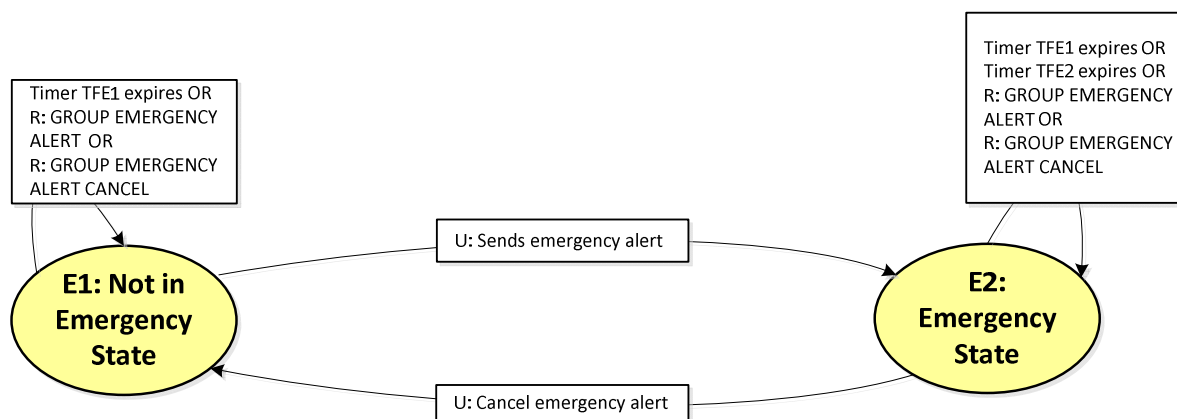 Timer TFE1 expires OR
R: GROUP EMERGENCY
ALERT OR
R: GROUP EMERGENCY
ALERT CANCEL
Timer TFE1 expires OR
Timer TFE2 expires OR
R: GROUP EMERGENCY
ALERT OR
R: GROUP EMERGENCY
ALERT CANCEL
U: Sends emergency alert
E1: Not in
Emergency
State
E2:
Emergency
State
U: Cancel emergency alert